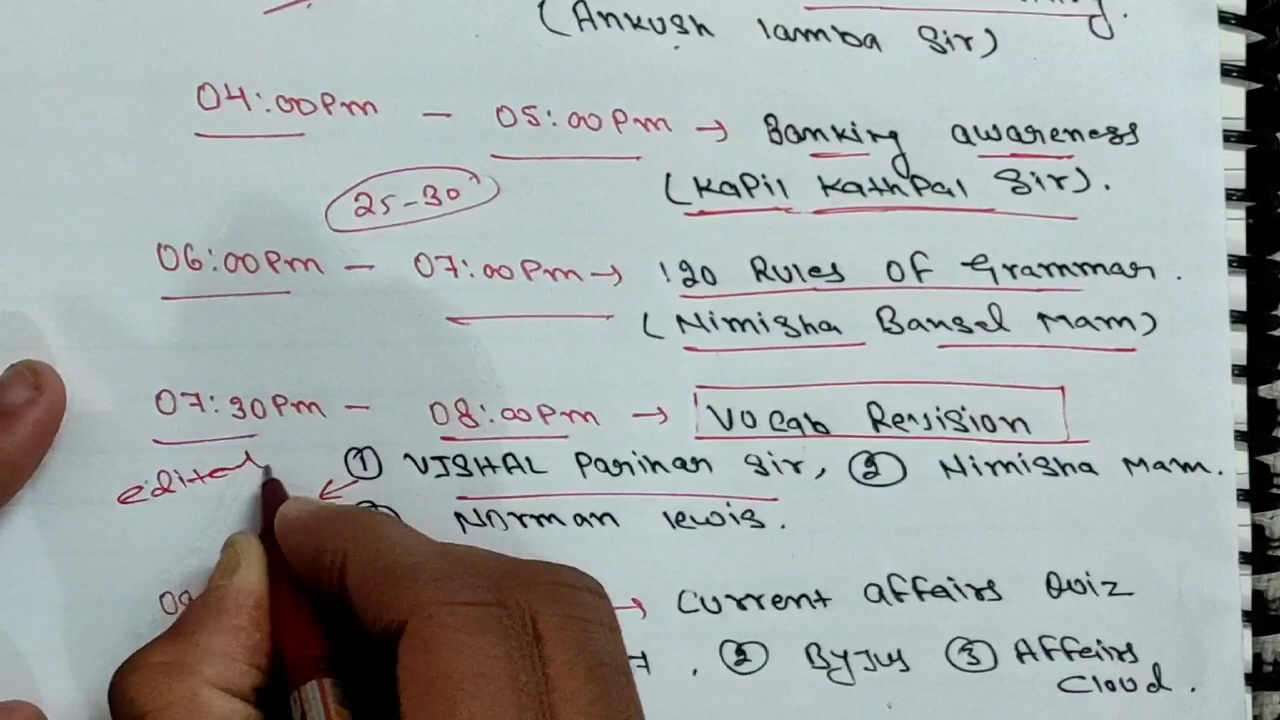 (Ankush lamba Sir)
04:00Pm - 05:00Pm → Banking awareness
(Kapil Kathpal Sir).
25-30
06:00Pm - 07:00Pm → 120 Rules OF Grammar.
(Nimisha Bansal Mam)
07:30Pm - 08:00Pm → Vocab Revision
① VISHAL Parihar Sir, ② Nimisha Mam.
Norman lewis.
→ Current affairs Quiz
. ② Byjus ③ Affairs
Cloud.